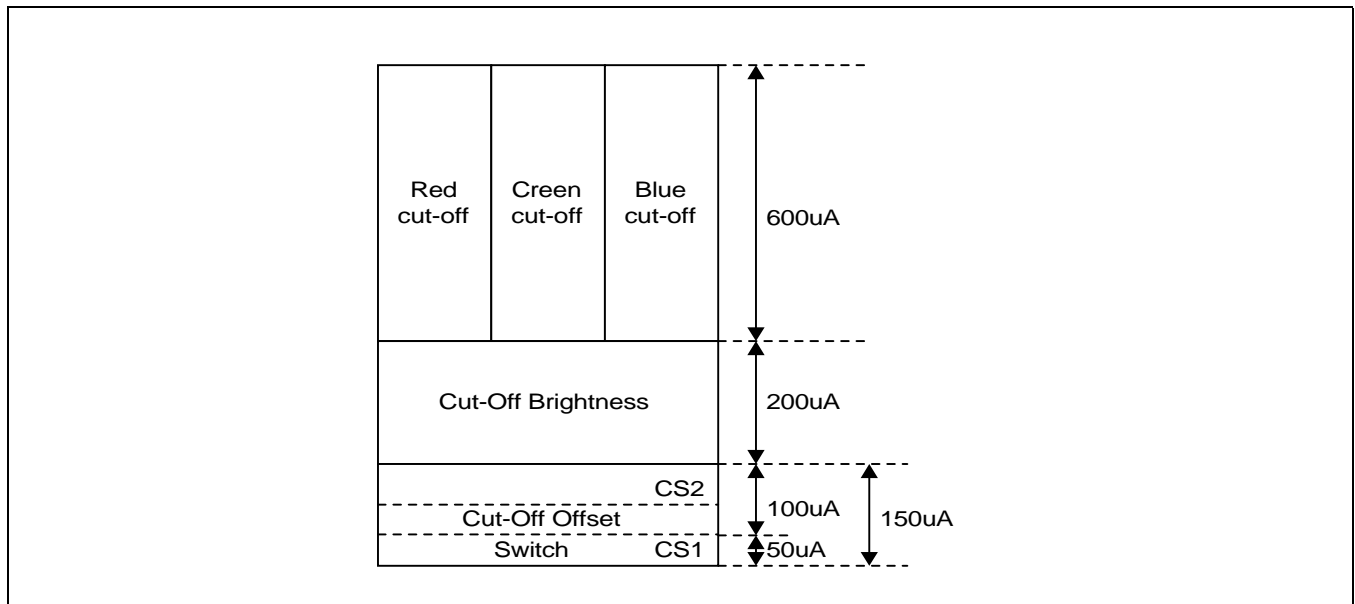 Red
cut-off
Creen
cut-off
Blue
cut-off
600uA
Cut-Off Brightness
200uA
CS2
Cut-Off Offset
100uA
150uA
Switch
CS1
50uA